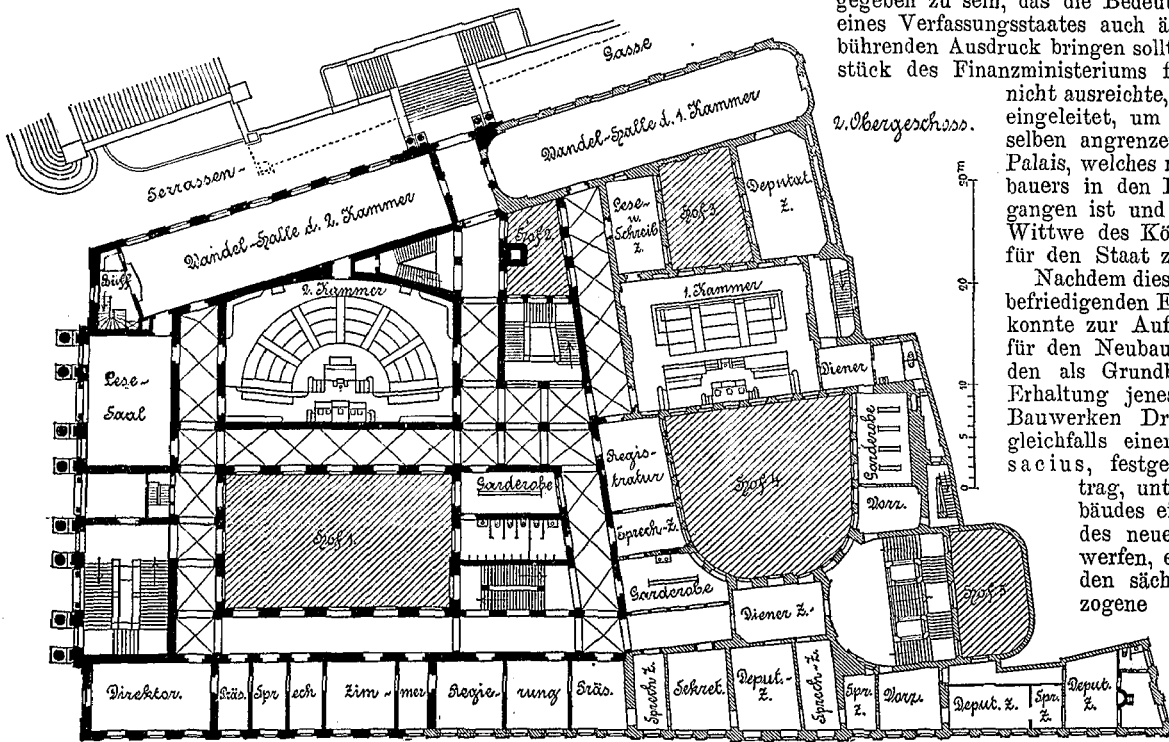 gegeben zu sein, das die Bedeut
eines Verfassungsstaates auch ä
bührenden Ausdruck bringen sollt
stück des Finanzministeriums f
nicht ausreichte,
eingeleitet, um
selben angrenze
Palais, welches
bauers in den
gangen ist und
Wittwe des Kö
für den Staat z
Nachdem dies
befriedigenden E
konnte zur Auf
für den Neubau
den als Grundl
Erhaltung jenes
Bauwerken Dr
gleichfalls einer
sacius, festge
trag, unt
bäudes ei
des neue
werfen, e
den säch
zogene
2. Obergeschoss.
30 m
20
10
5
0
Terrassen-
Gasse
Wandel-Halle d. 1. Kammer
Wandel-Halle d. 2. Kammer
Büff
Lese-
Saal
2. Kammer
Hof 2
Lese-
u.
Schreib
Z.
Hof 3
Deputat.
Z.
1. Kammer
Diener
Garderobe
Vorz.
Hof 1.
Garderobe
Regis-
tratur
Sprech-Z.
Garderobe
Hof 4
Diener Z.
Hof 5
Direktor.
Präs.
Spr
ech
Zim-
mer
Regie-
rung
Präs.
Sprech Z.
Sekret.
Deput.-
Z.
Sprech-Z.
Spr.
Z.
Vorz.
Deput. Z.
Spr.
Z.
Deput.
Z.